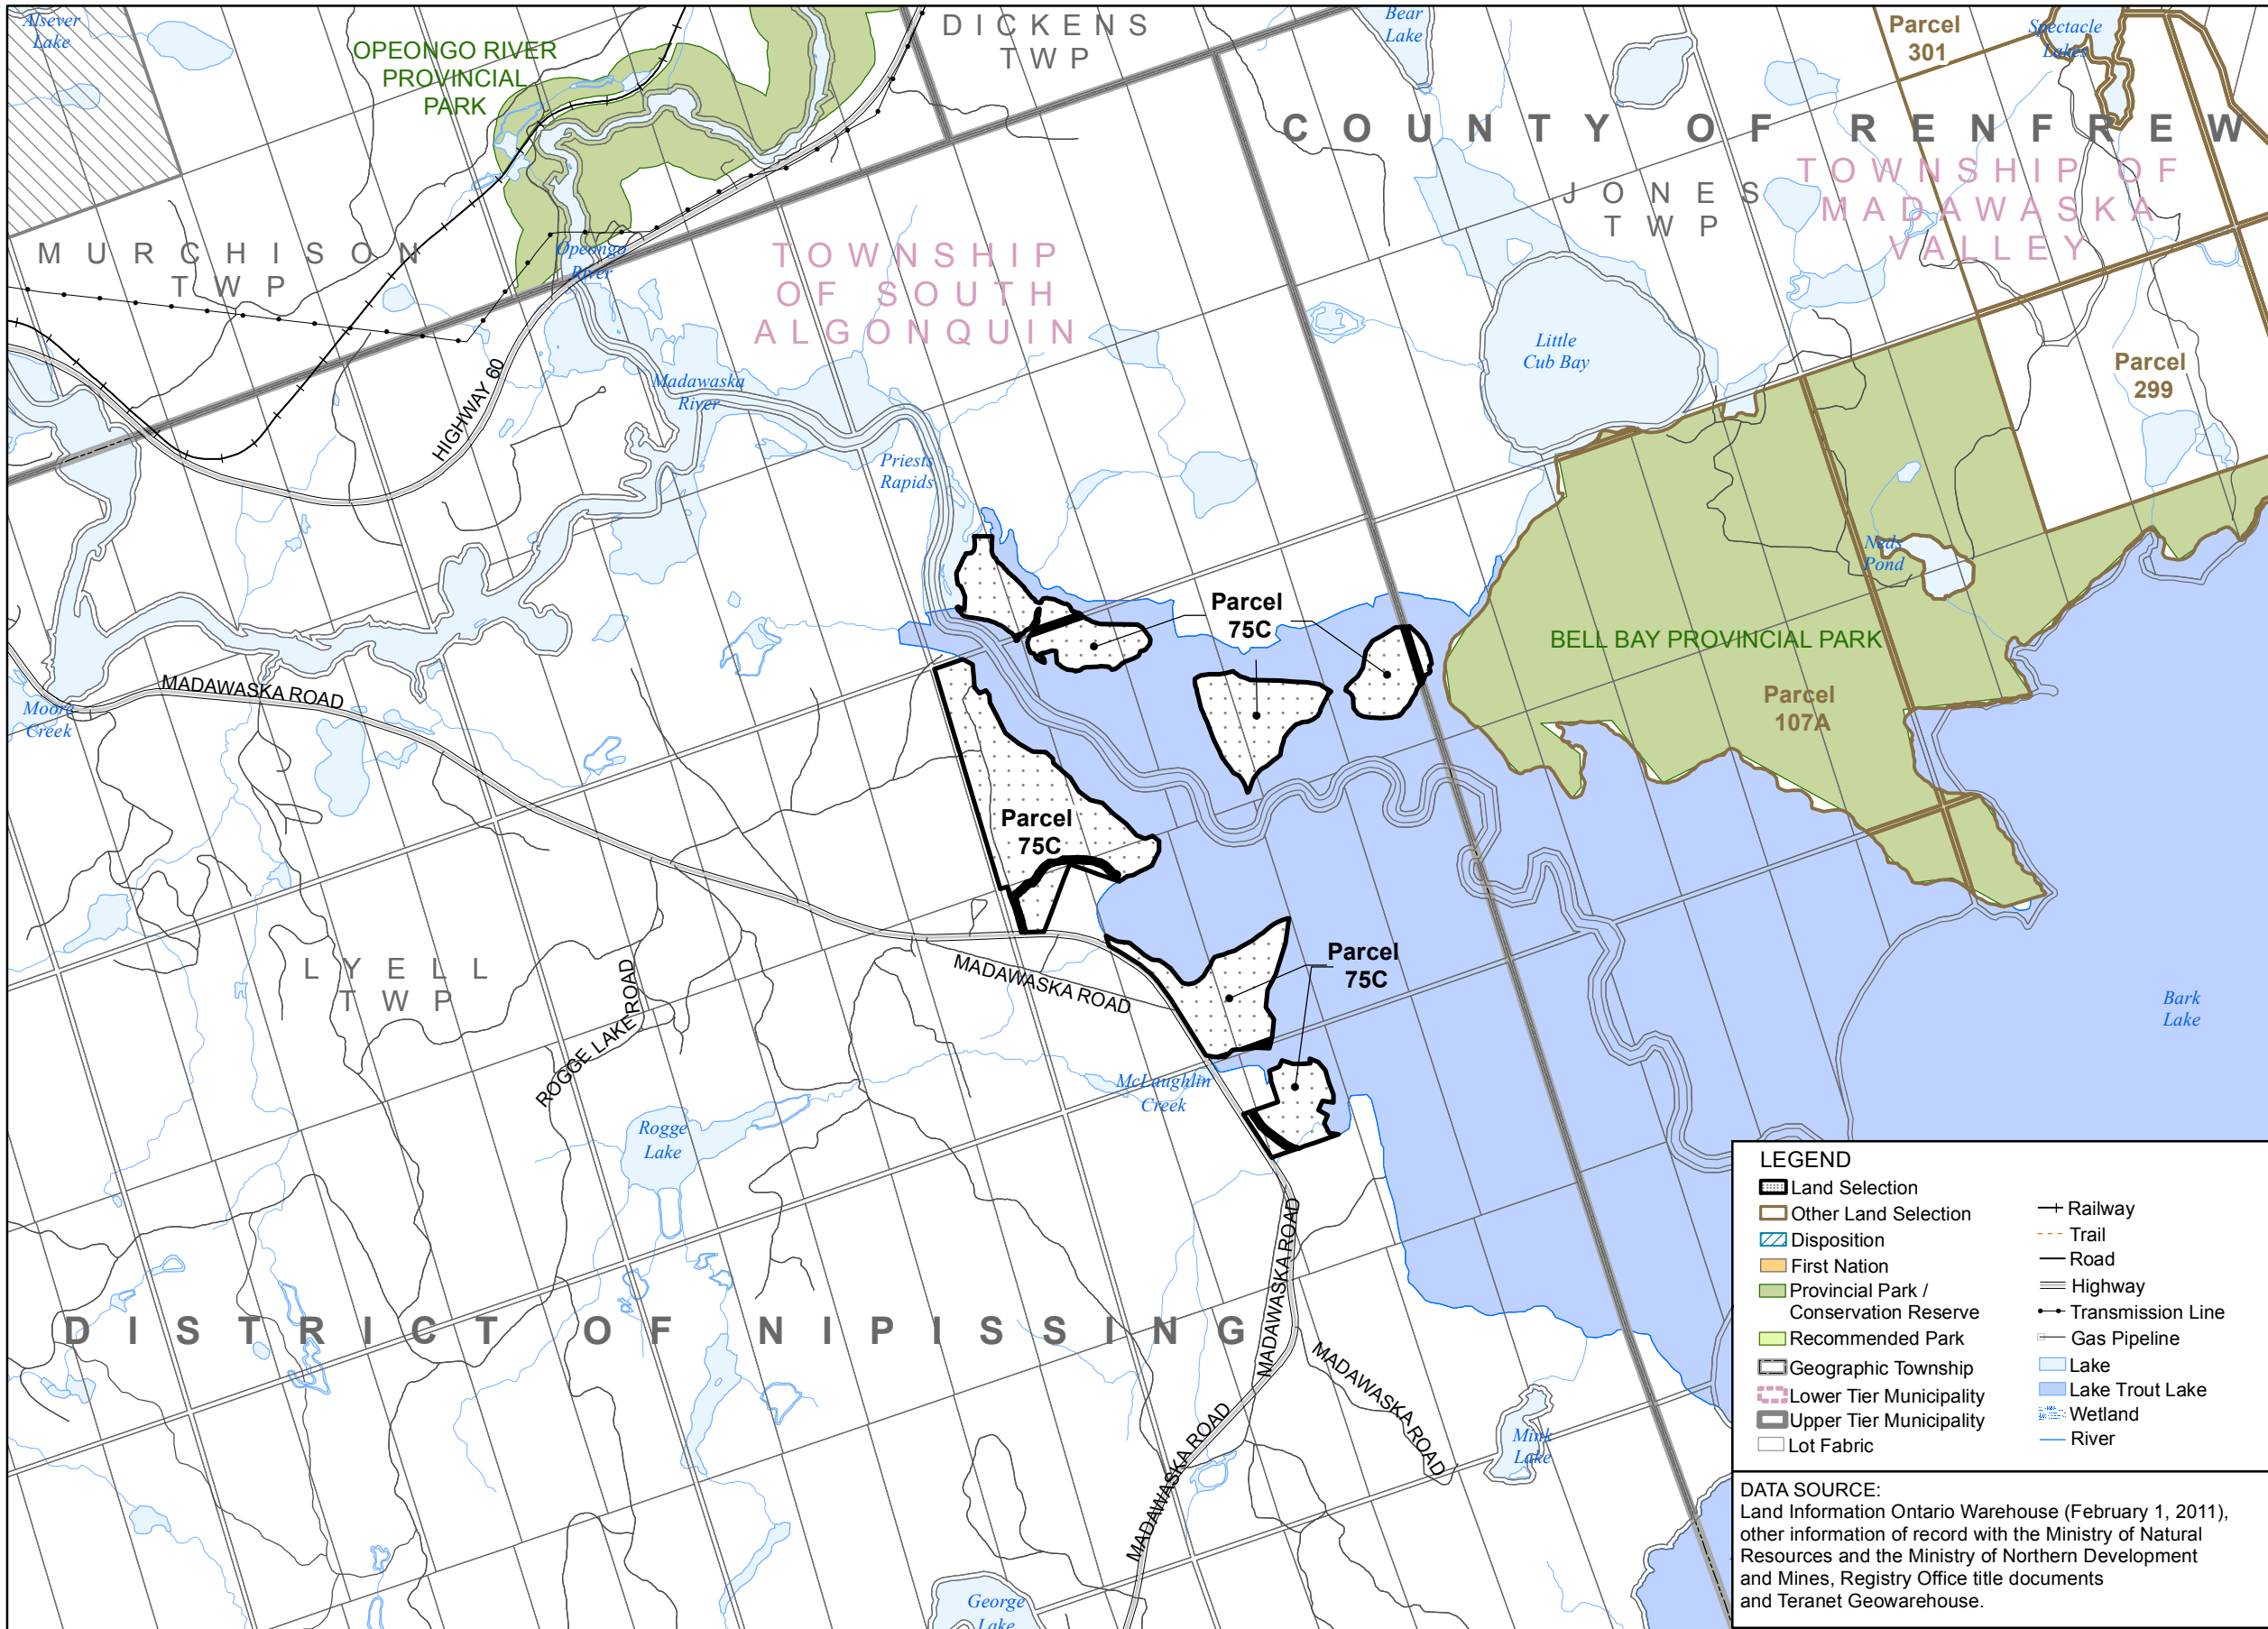 Alsever
Lake
OPEONGO RIVER
PROVINCIAL
PARK
DICKENS
TWP
Bear
Lake
Parcel
301
Spectacle
Lakes
COUNTY OF RENFREW
TOWNSHIP OF
MADAWASKA
VALLEY
JONES
TWP
MURCHISON
TWP
Opeongo
River
TOWNSHIP
OF SOUTH
ALGONQUIN
Little
Cub Bay
Parcel
299
HIGHWAY 60
Madawaska
River
Priests
Rapids
Neds
Pond
Parcel
75C
BELL BAY PROVINCIAL PARK
Parcel
107A
MADAWASKA ROAD
Moore
Creek
Parcel
75C
Parcel
75C
LYELL
TWP
ROGGE LAKE ROAD
MADAWASKA ROAD
Bark
Lake
McLaughlin
Creek
Rogge
Lake
MADAWASKA ROAD
DISTRICT OF NIPISSING
MADAWASKA ROAD
MADAWASKA ROAD
Mink
Lake
George
Lake
LEGEND
Land Selection
Other Land Selection
Disposition
First Nation
Provincial Park /
Conservation Reserve
Recommended Park
Geographic Township
Lower Tier Municipality
Upper Tier Municipality
Lot Fabric
Railway
Trail
Road
Highway
Transmission Line
Gas Pipeline
Lake
Lake Trout Lake
Wetland
River
DATA SOURCE:
Land Information Ontario Warehouse (February 1, 2011),
other information of record with the Ministry of Natural
Resources and the Ministry of Northern Development
and Mines, Registry Office title documents
and Teranet Geowarehouse.